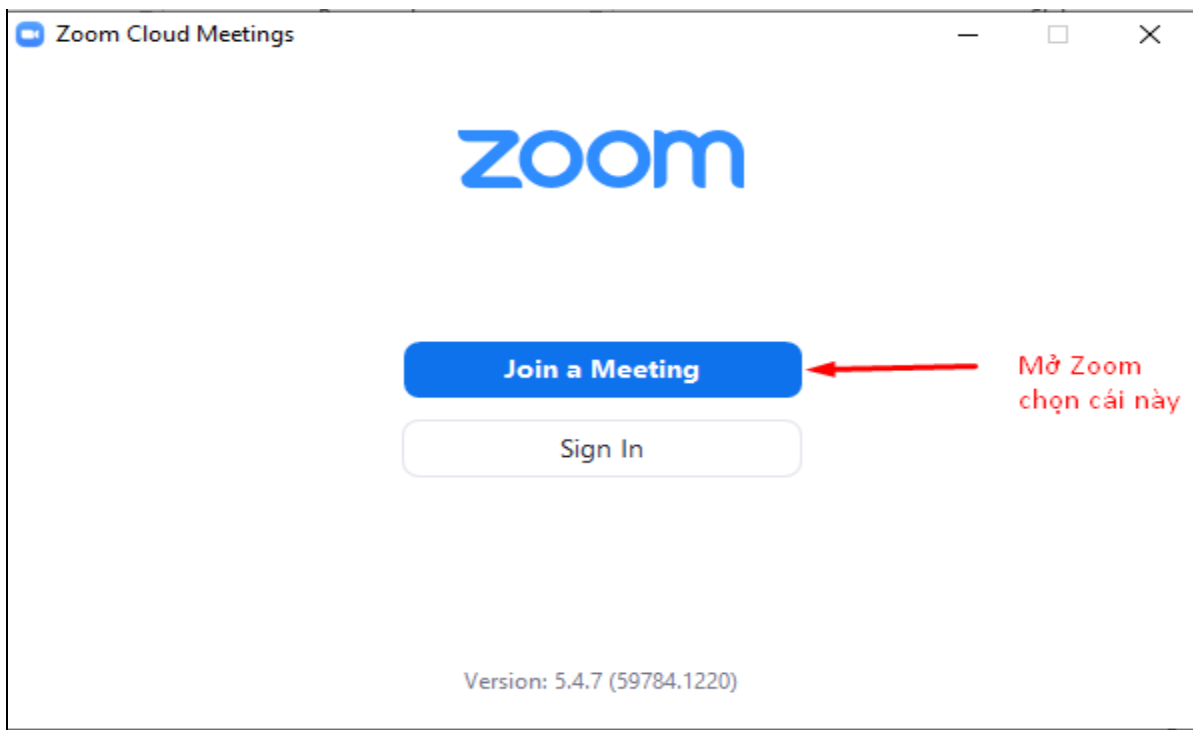 Zoom Cloud Meetings
zoom
Join a Meeting
Mở Zoom
chọn cái này
Sign In
Version: 5.4.7 (59784.1220)